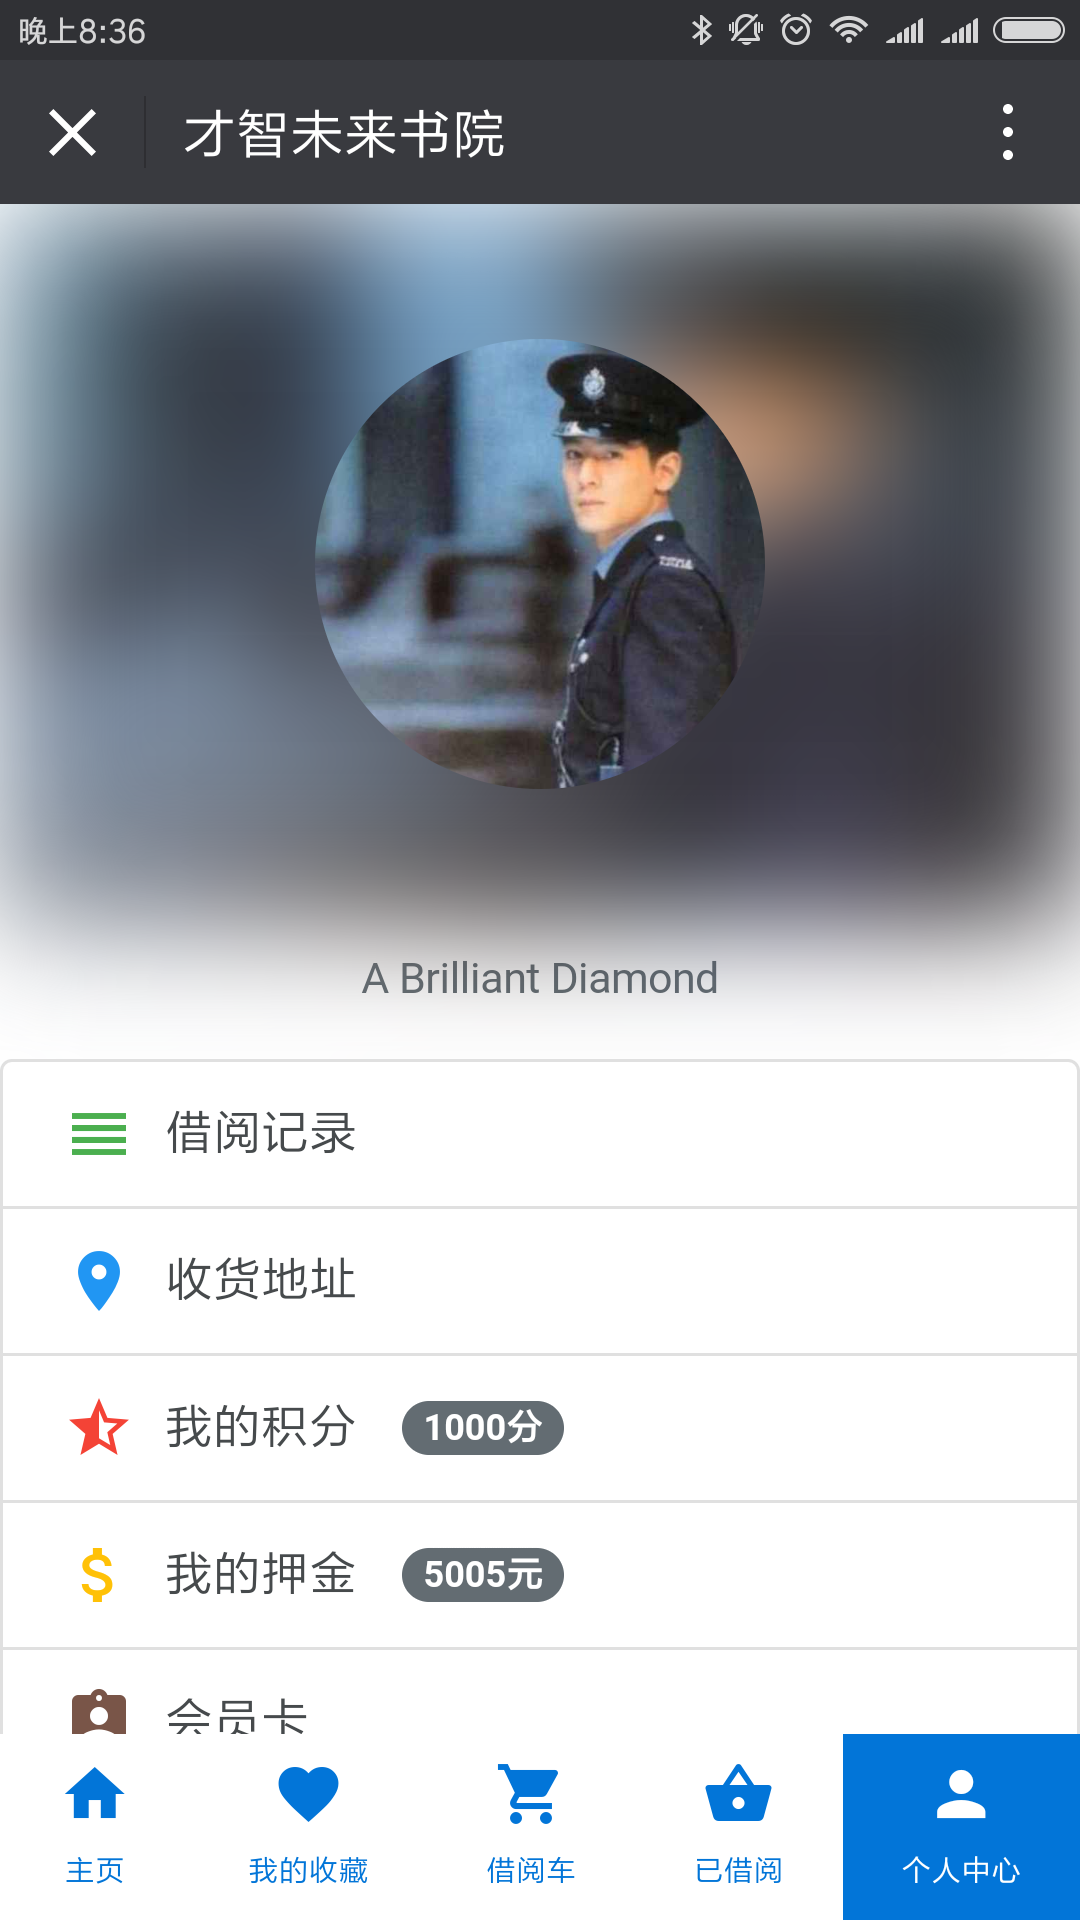 晚上8:36
才智未来书院
A Brilliant Diamond
借阅记录
收货地址
我的积分 1000分
我的押金 5005元
会员卡
主页 我的收藏 借阅车 已借阅 个人中心